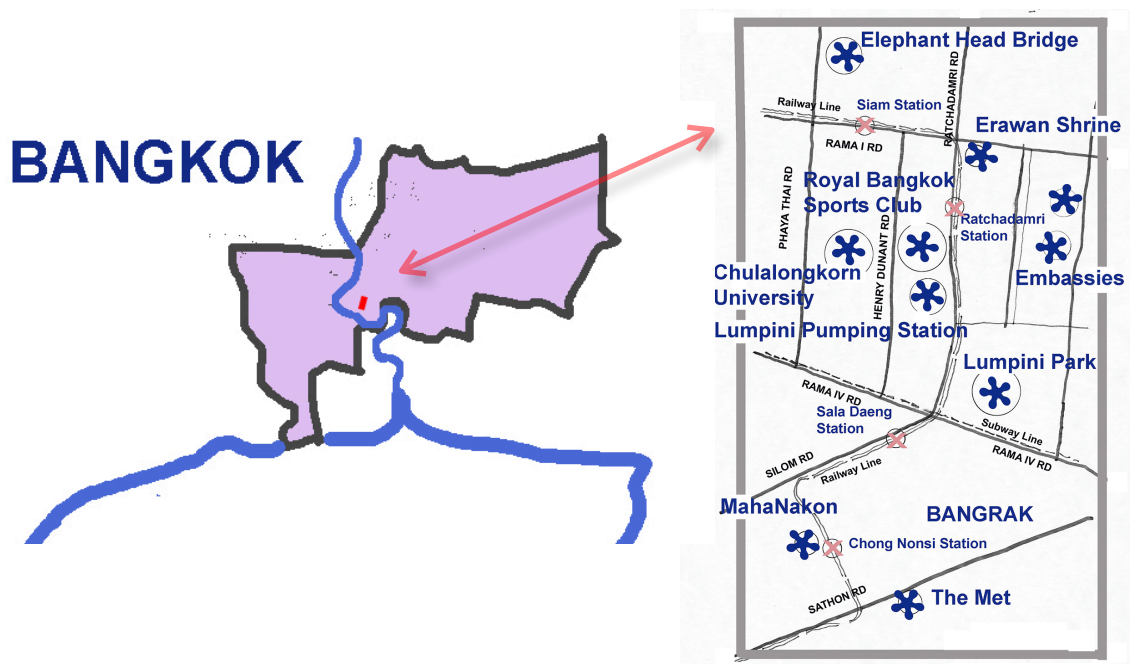 BANGKOK
Elephant Head Bridge
RATCHADAMRI RD
Railway Line
Siam Station
Erawan Shrine
RAMA I RD
PHAYA THAI RD
Royal Bangkok
Sports Club
Ratchadamri
Station
HENRY DUNANT RD
Chulalongkorn
University
Embassies
Lumpini Pumping Station
Lumpini Park
RAMA IV RD
Sala Daeng
Station
Subway Line
RAMA IV RD
SILOM RD
Railway Line
MahaNakon
BANGRAK
Chong Nonsi Station
SATHON RD
The Met